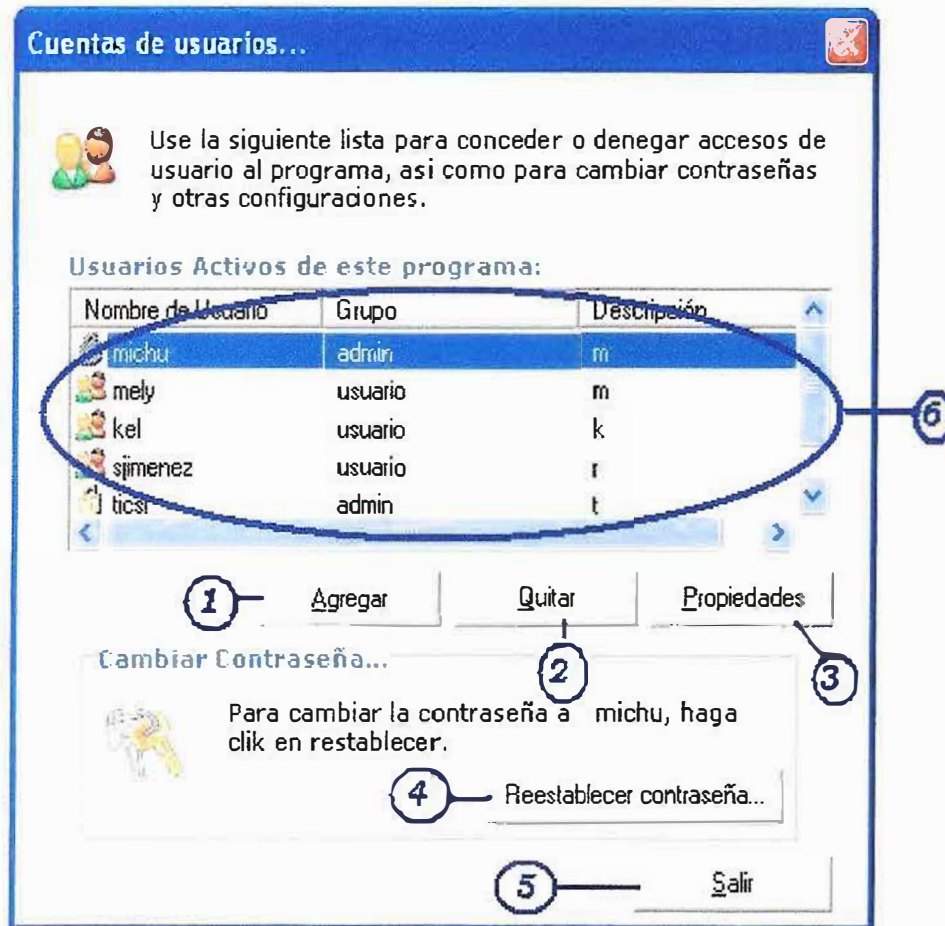 Cuentas de usuarios...
Use la siguiente lista para conceder o denegar accesos de
usuario al programa, asi como para cambiar contraseñas
y otras configuraciones.
Usuarios Activos de este programa:
Nombre de Usuario Grupo Descripción
michu admin m
mely usuario m
kel usuario k
sjimenez usuario r
ticsi admin t
6
1 Agregar Quitar Propiedades
2 3
Cambiar Contraseña...
Para cambiar la contraseña a michu, haga
clik en restablecer.
4 Reestablecer contraseña...
5 Salir